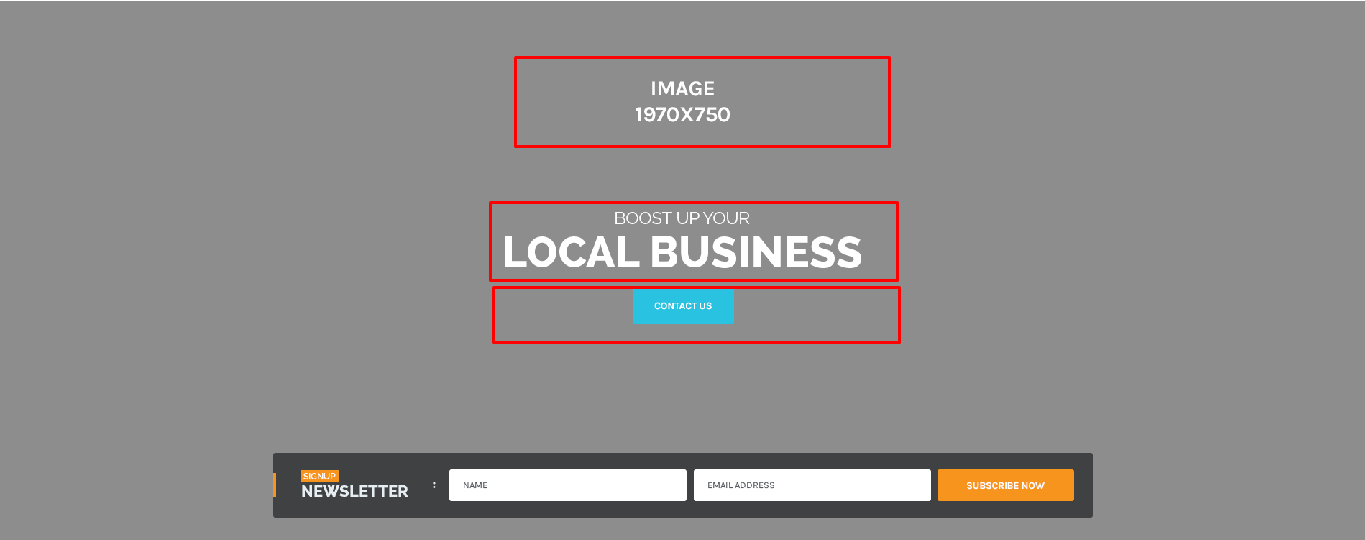 IMAGE
1970X750
BOOST UP YOUR
LOCAL BUSINESS
CONTACT US
SIGNUP
NEWSLETTER :
NAME
EMAIL ADDRESS
SUBSCRIBE NOW